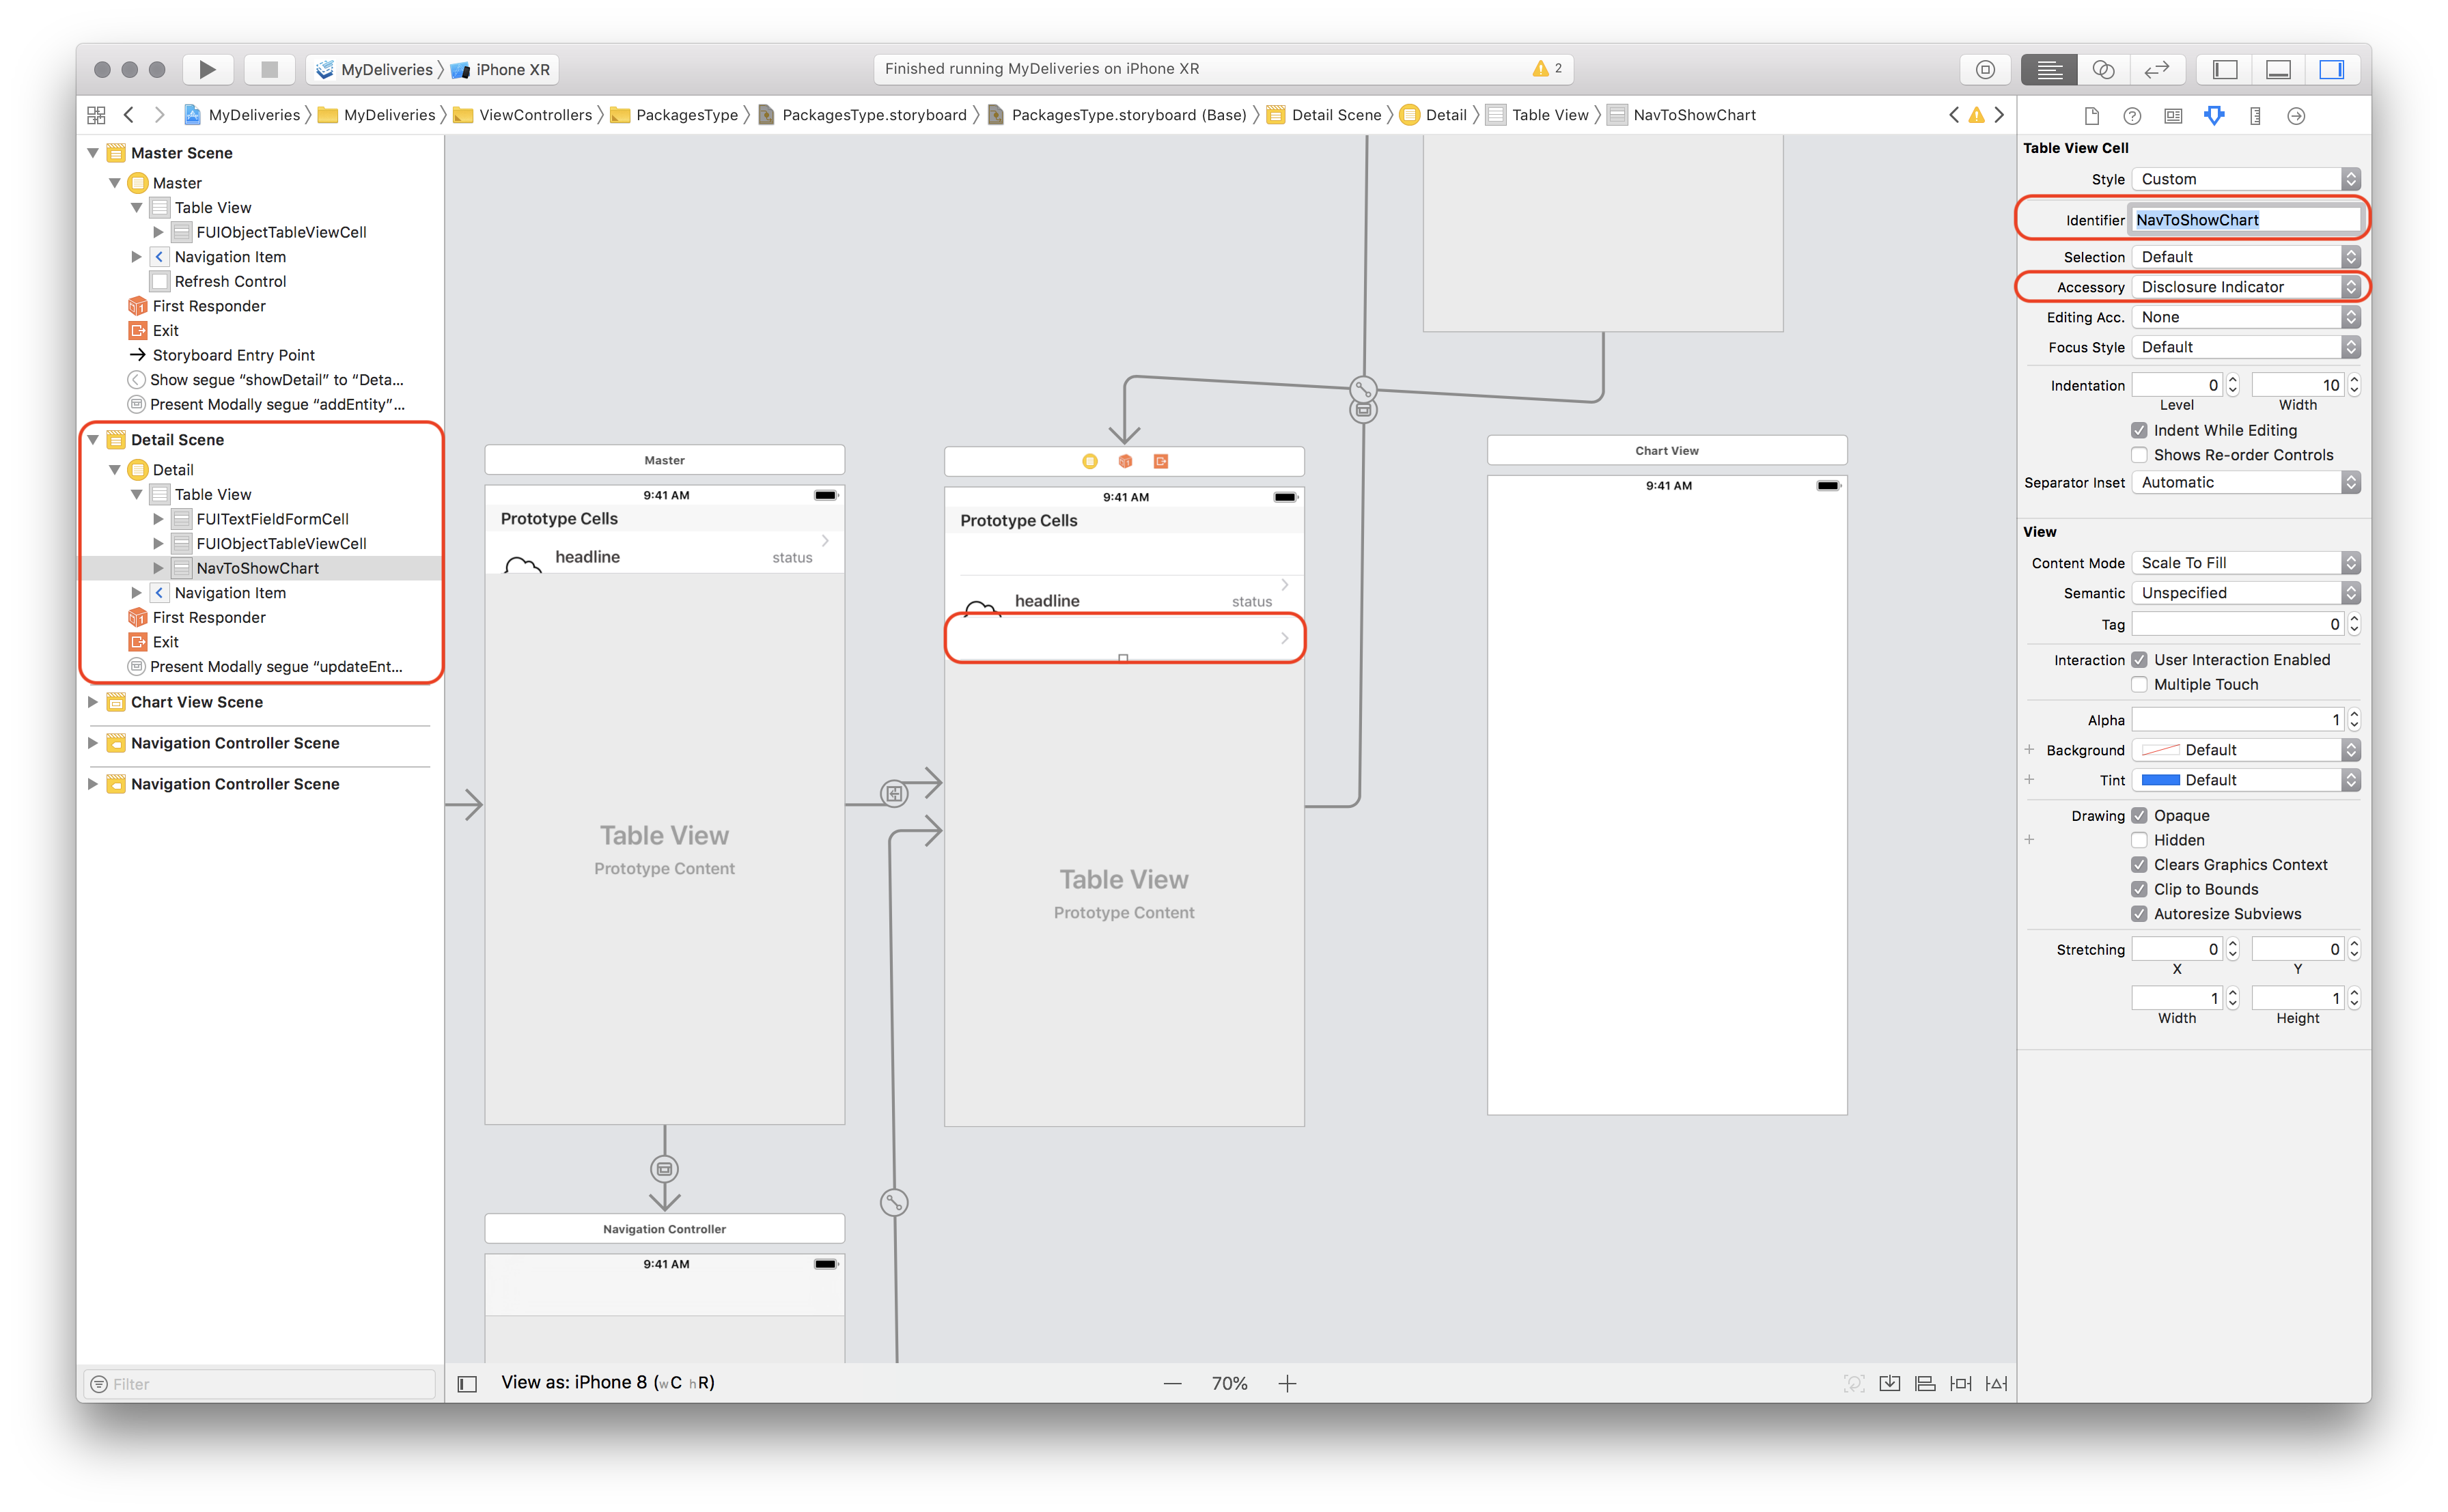 MyDeliveries 〉 iPhone XR
Finished running MyDeliveries on iPhone XR
2
MyDeliveries 〉 MyDeliveries 〉 ViewControllers 〉 PackagesType 〉 PackagesType.storyboard 〉 PackagesType.storyboard (Base) 〉 Detail Scene 〉 Detail 〉 Table View 〉 NavToShowChart
Master Scene
Master
Table View
FUIObjectTableViewCell
Navigation Item
Refresh Control
First Responder
Exit
Storyboard Entry Point
Show segue “showDetail” to “Deta...
Present Modally segue “addEntity”...
Detail Scene
Detail
Table View
FUITextFieldFormCell
FUIObjectTableViewCell
NavToShowChart
Navigation Item
First Responder
Exit
Present Modally segue “updateEnt...
Chart View Scene
Navigation Controller Scene
Navigation Controller Scene
Filter
Master
9:41 AM
Prototype Cells
headline
status
Table View
Prototype Content
Navigation Controller
9:41 AM
9:41 AM
Prototype Cells
headline
status
Table View
Prototype Content
Chart View
9:41 AM
View as: iPhone 8 (wC hR)
— 70% +
Table View Cell
Style Custom
Identifier NavToShowChart
Selection Default
Accessory Disclosure Indicator
Editing Acc. None
Focus Style Default
Indentation 0 10
Level Width
Indent While Editing
Shows Re-order Controls
Separator Inset Automatic
View
Content Mode Scale To Fill
Semantic Unspecified
Tag 0
Interaction User Interaction Enabled
Multiple Touch
Alpha 1
+ Background Default
+ Tint Default
Drawing Opaque
+ Hidden
Clears Graphics Context
Clip to Bounds
Autoresize Subviews
Stretching 0 0
X Y
1 1
Width Height